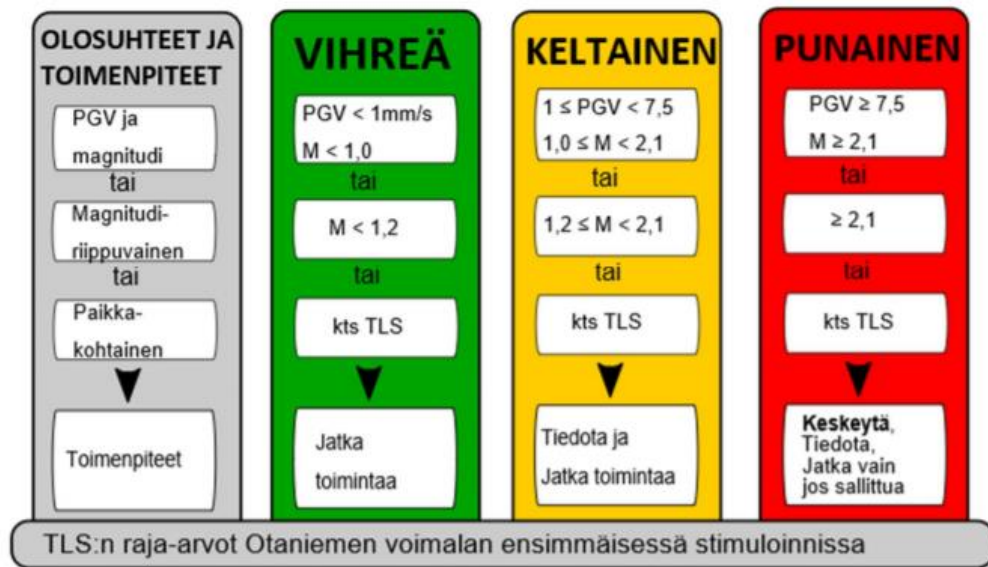 OLOSUHTEET JA
TOIMENPITEET
PGV ja
magnitudi
tai
Magnitudi-
riippuvainen
tai
Paikka-
kohtainen
Toimenpiteet
VIHREÄ
PGV < 1mm/s
M < 1,0
tai
M < 1,2
tai
kts TLS
Jatka
toimintaa
KELTAINEN
1 ≤ PGV < 7,5
1,0 ≤ M < 2,1
tai
1,2 ≤ M < 2,1
tai
kts TLS
Tiedota ja
Jatka toimintaa
PUNAINEN
PGV ≥ 7,5
M ≥ 2,1
tai
≥ 2,1
tai
kts TLS
Keskeytä,
Tiedota,
Jatka vain
jos sallittua
TLS:n raja-arvot Otaniemen voimalan ensimmäisessä stimuloinnissa